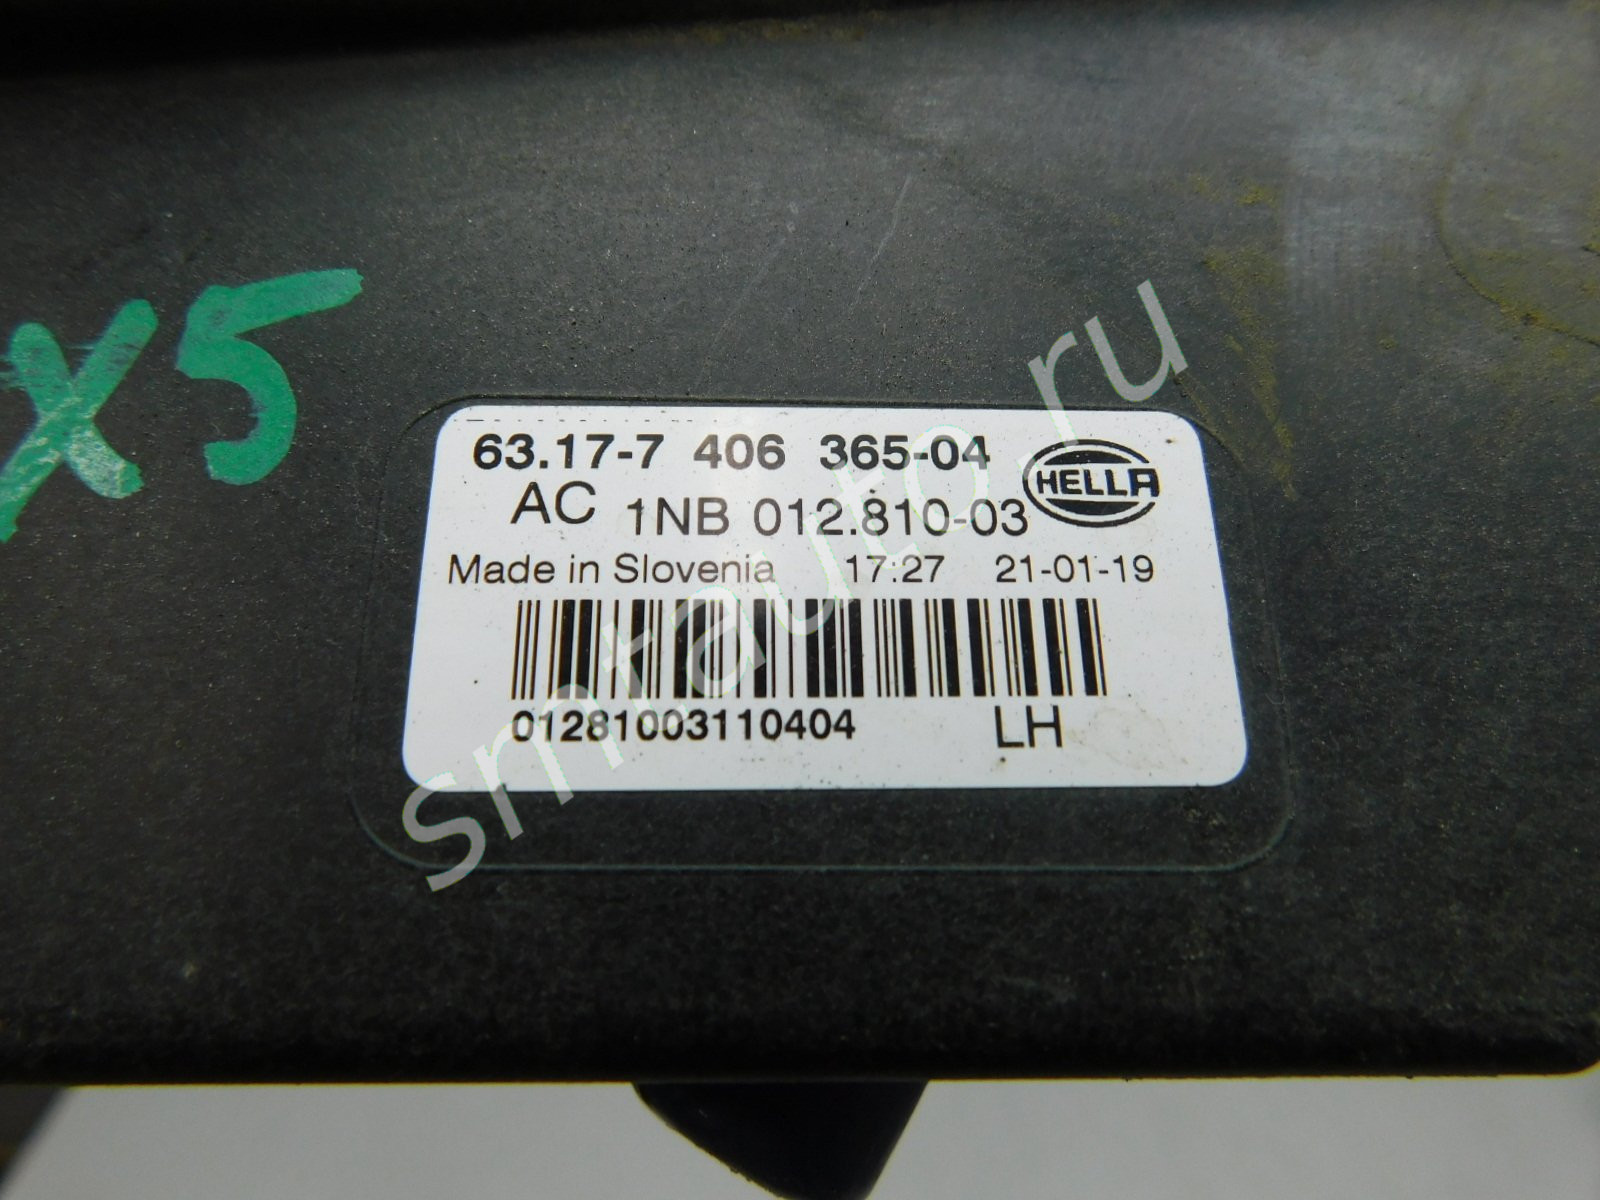 X5
63.17-7 406 365-04
HELLA
AC 1NB 012.810-03
Made in Slovenia 17:27 21-01-19
01281003110404 LH
smtauto.ru